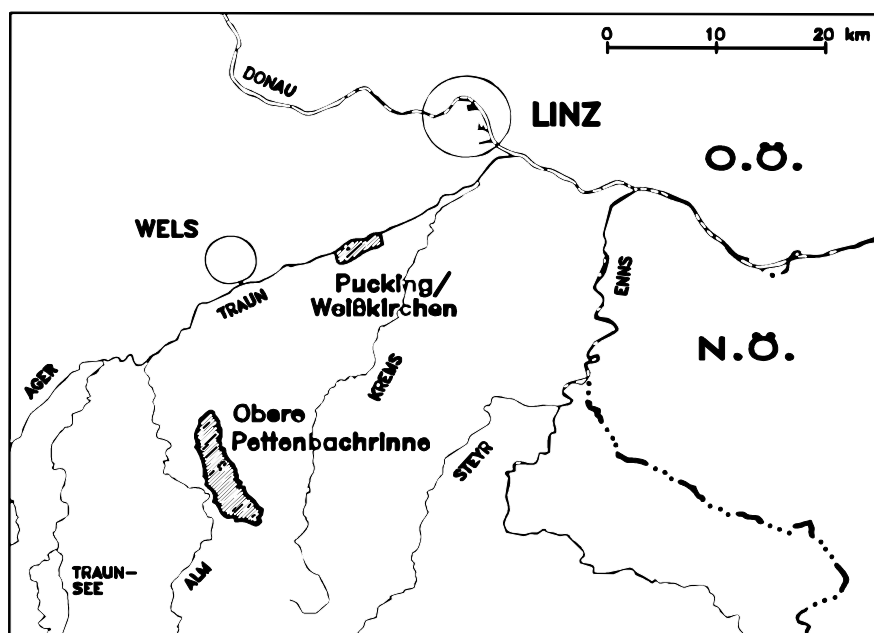 0 10 20 km
DONAU
LINZ
O.Ö.
WELS
Pucking/
Weißkirchen
TRAUN
ENNS
N.Ö.
AGER
KREMS
Obere
Pettenbachrinne
STEYR
TRAUN-
SEE
ALM